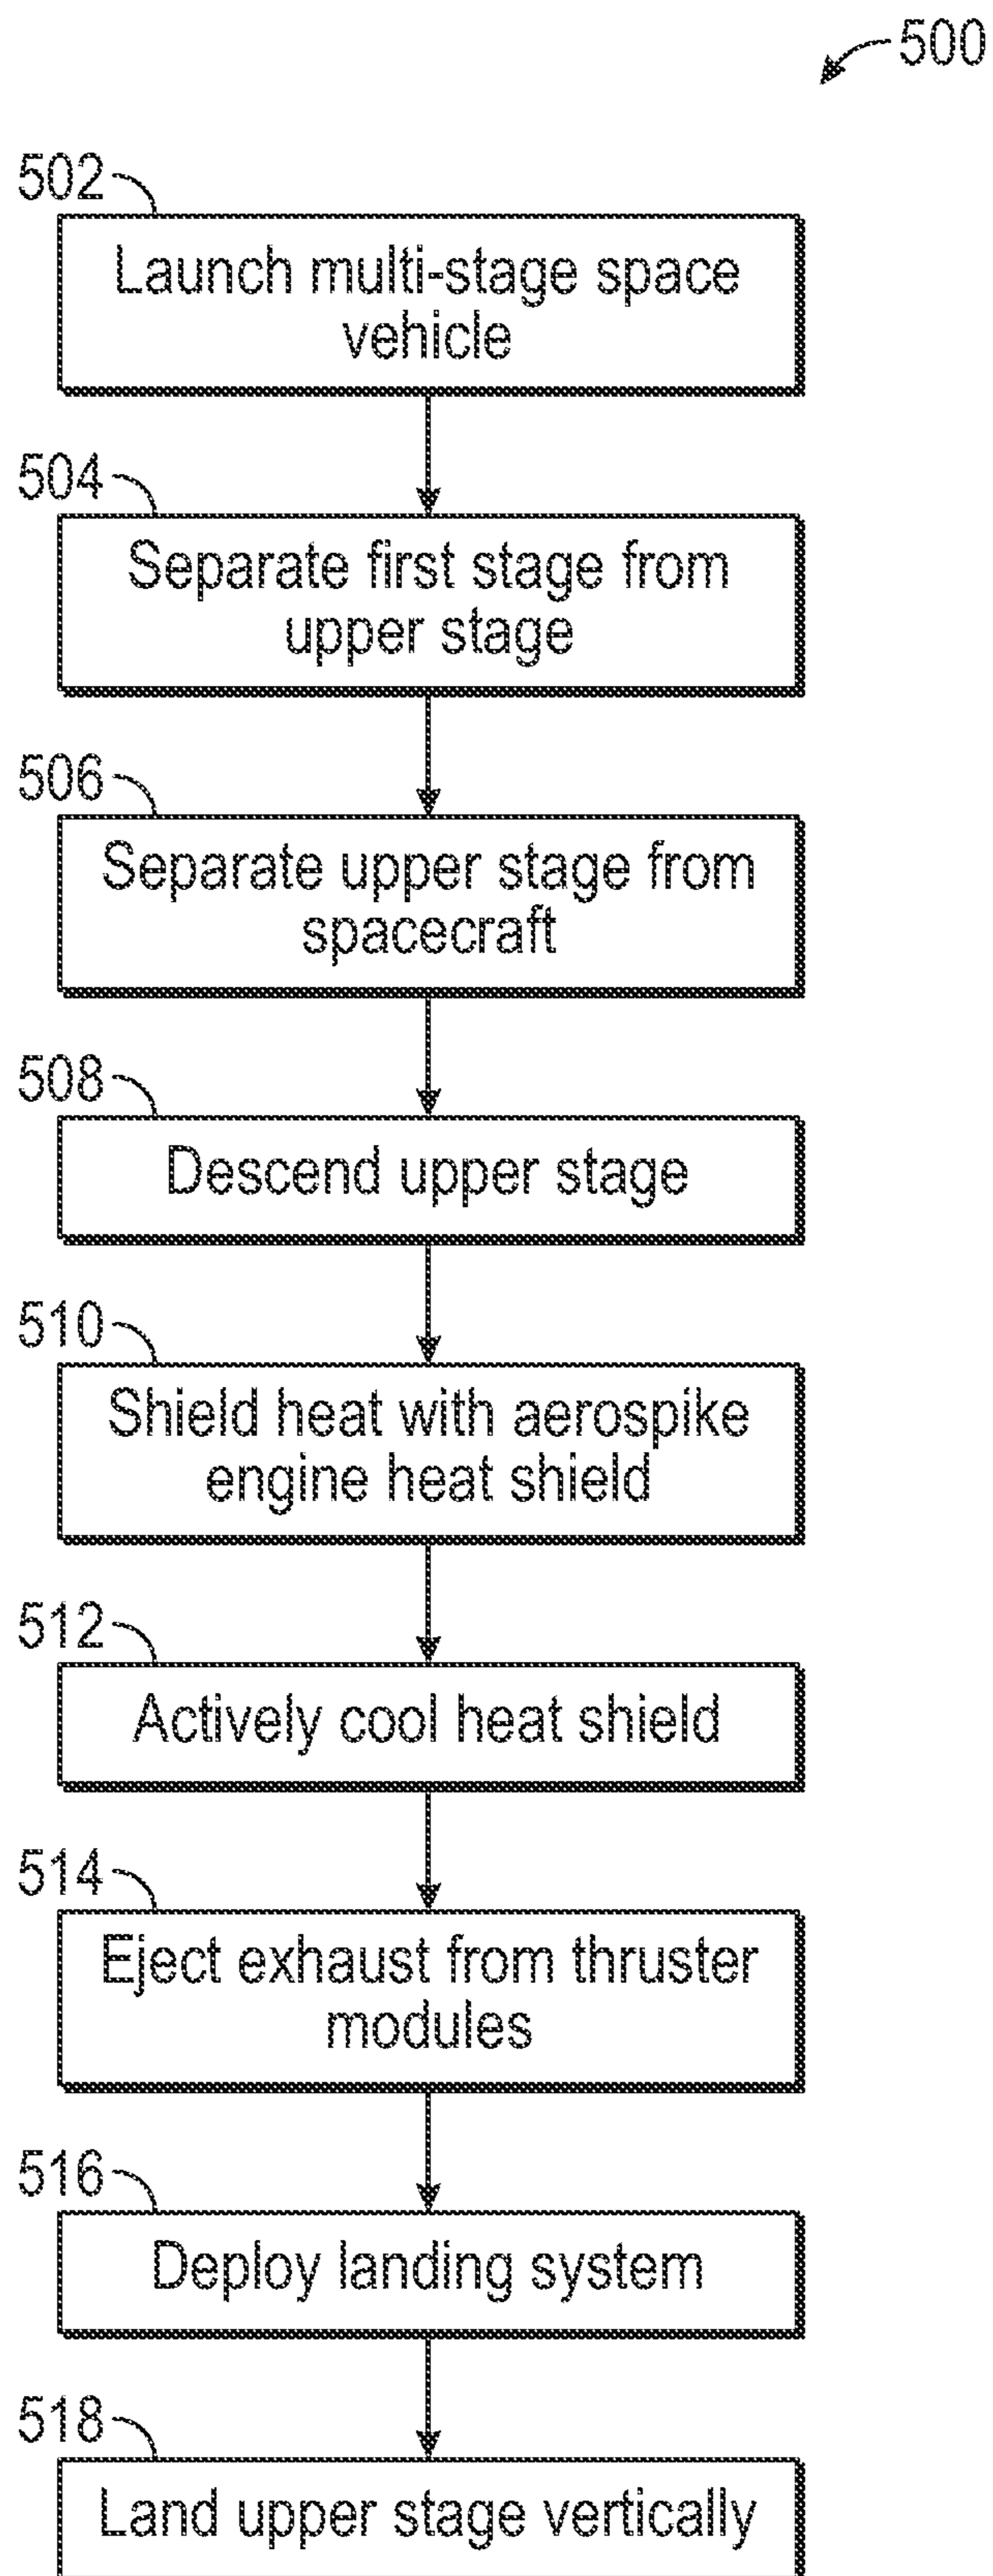 500
502
Launch multi-stage space
vehicle
504
Separate first stage from
upper stage
506
Separate upper stage from
spacecraft
508
Descend upper stage
510
Shield heat with aerospike
engine heat shield
512
Actively cool heat shield
514
Eject exhaust from thruster
modules
516
Deploy landing system
518
Land upper stage vertically